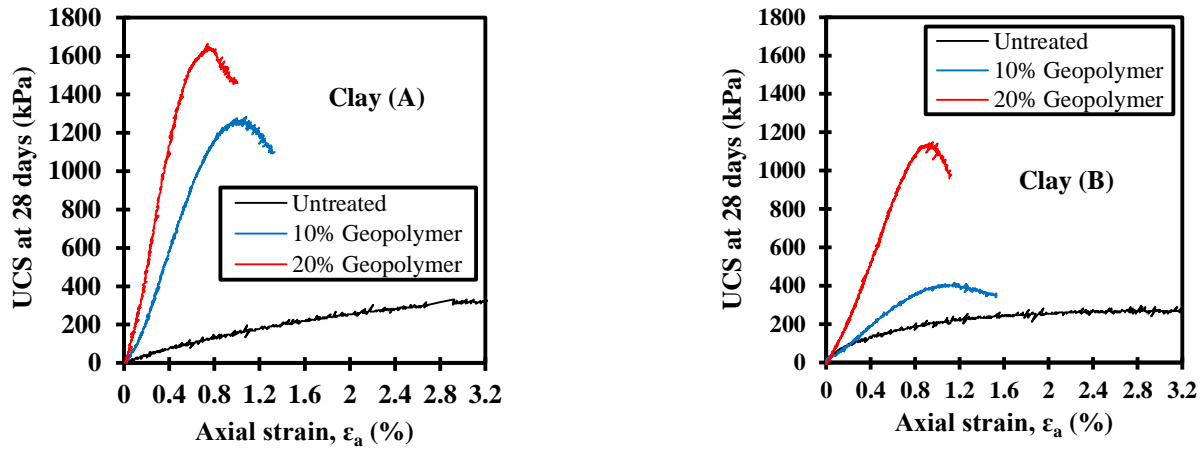 UCS at 28 days (kPa)
1800
1600
1400
1200
1000
800
600
400
200
0
Clay (A)
Untreated
10% Geopolymer
20% Geopolymer
0 0.4 0.8 1.2 1.6 2 2.4 2.8 3.2
Axial strain, εa (%)
UCS at 28 days (kPa)
1800
1600
1400
1200
1000
800
600
400
200
0
Untreated
10% Geopolymer
20% Geopolymer
Clay (B)
0 0.4 0.8 1.2 1.6 2 2.4 2.8 3.2
Axial strain, εa (%)